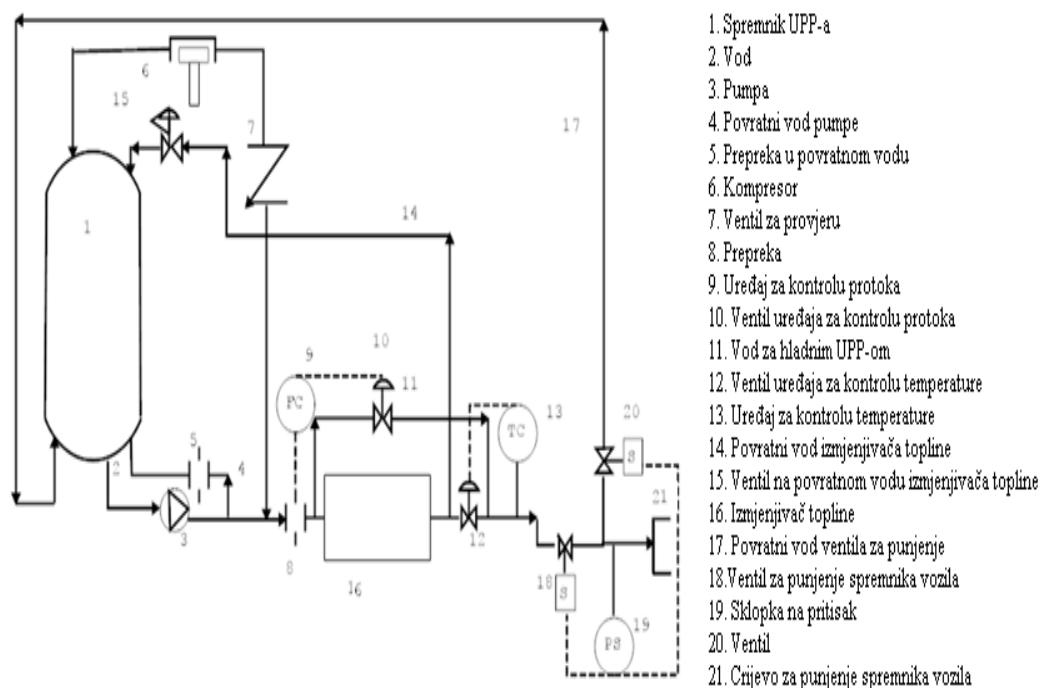 1. Spremnik UPP-a
2. Vod
3. Pumpa
4. Povratni vod pumpe
5. Prepreka u povratnom vodu
6. Kompresor
7. Ventil za provjeru
8. Prepreka
9. Uređaj za kontrolu protoka
10. Ventil uređaja za kontrolu protoka
11. Vod za hladnim UPP-om
12. Ventil uređaja za kontrolu temperature
13. Uređaj za kontrolu temperature
14. Povratni vod izmjenjivača topline
15. Ventil na povratnom vodu izmjenjivača topline
16. Izmjenjivač topline
17. Povratni vod ventila za punjenje
18.Ventil za punjenje spremnika vozila
19. Sklopka na pritisak
20. Ventil
21. Crijevo za punjenje spremnika vozila
6
15
7
17
14
1
10
9
11
13
20
FC
TC
S
5
2
4
21
3
12
8
16
18
S
19
PS